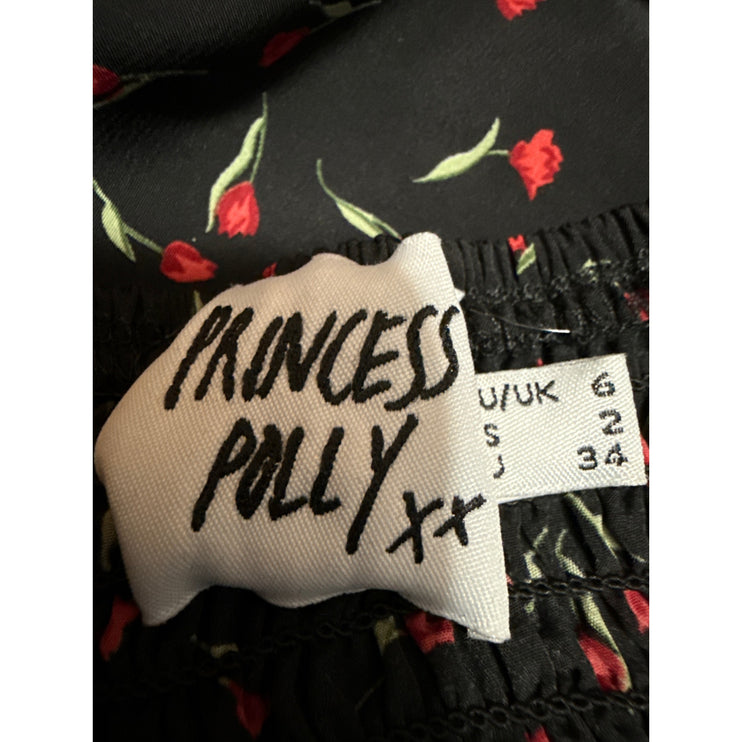 PRINCESS
POLLY xx
U/UK 6
S 2
J 34